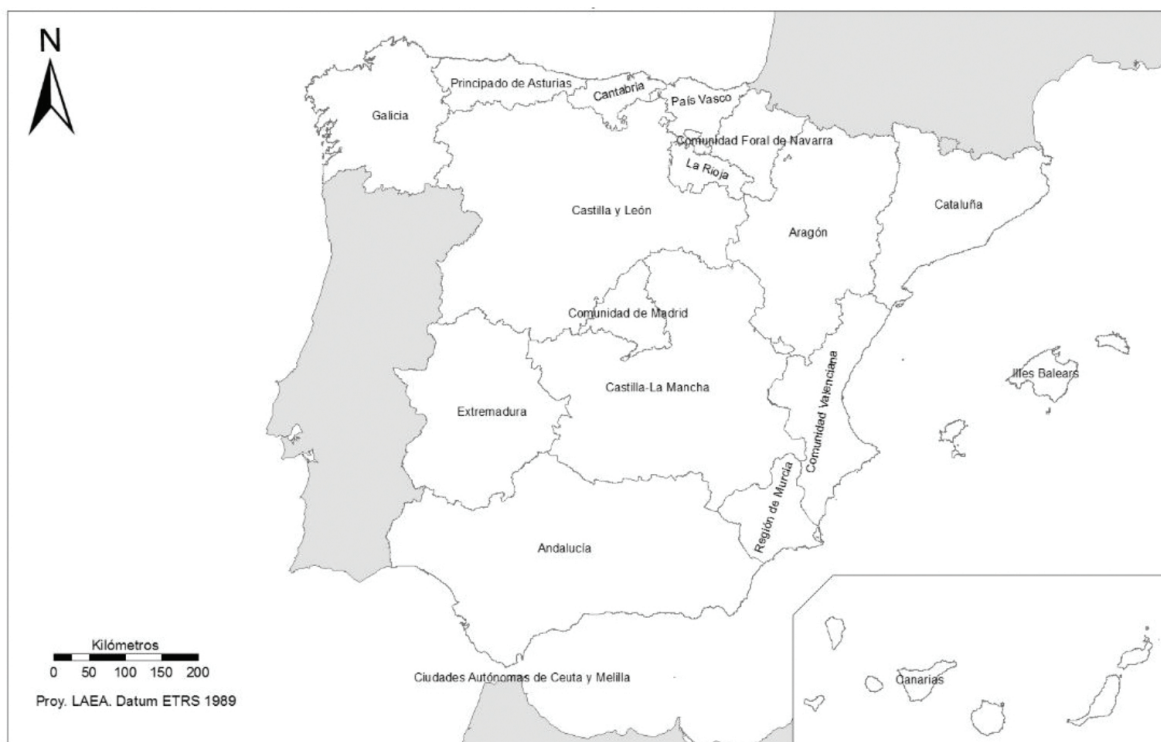 N
Principado de Asturias
Cantabria
País Vasco
Galicia
Comunidad Foral de Navarra
La Rioja
Castilla y León
Aragón
Cataluña
Comunidad de Madrid
Illes Balears
Castilla-La Mancha
Extremadura
Comunidad Valenciana
Región de Murcia
Andalucía
Kilómetros
0 50 100 150 200
Ciudades Autónomas de Ceuta y Melilla
Canarias
Proy. LAEA. Datum ETRS 1989